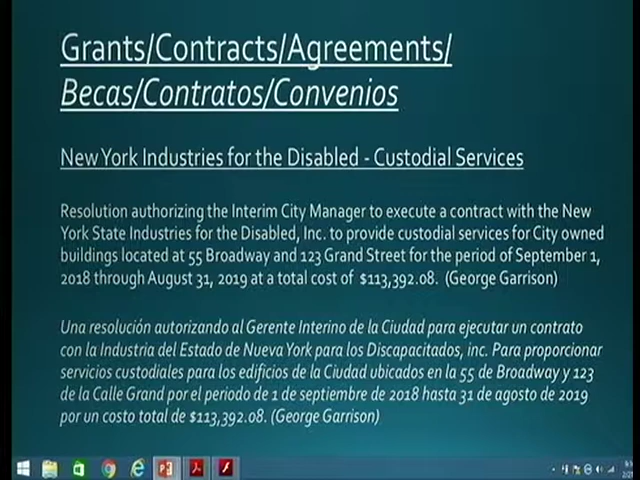 Grants/Contracts/Agreements/
Becas/Contratos/Convenios
New York Industries for the Disabled - Custodial Services
Resolution authorizing the Interim City Manager to execute a contract with the New
York State Industries for the Disabled, Inc. to provide custodial services for City owned
buildings located at 55 Broadway and 123 Grand Street for the period of September 1,
2018 through August 31, 2019 at a total cost of $113,392.08. (George Garrison)
Una resolución autorizando al Gerente Interino de la Ciudad para ejecutar un contrato
con la Industria del Estado de Nueva York para los Discapacitados, inc. Para proporcionar
servicios custodiales para los edificios de la Ciudad ubicados en la 55 de Broadway y 123
de la Calle Grand por el periodo de 1 de septiembre de 2018 hasta 31 de agosto de 2019
por un costo total de $113,392.08. (George Garrison)